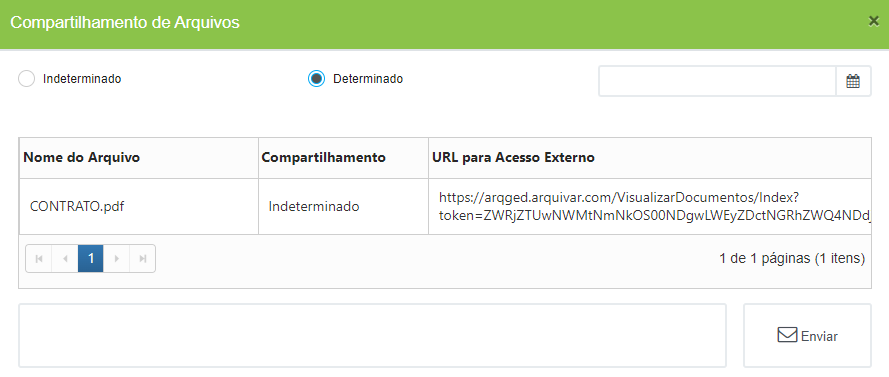 Compartilhamento de Arquivos ×
Indeterminado Determinado
Nome do Arquivo Compartilhamento URL para Acesso Externo
CONTRATO.pdf Indeterminado https://arqged.arquivar.com/VisualizarDocumentos/Index?
token=ZWRjZTUwNWMtNmNkOS00NDgwLWEyZDctNGRhZWQ4NDd
1 1 de 1 páginas (1 itens)
Enviar